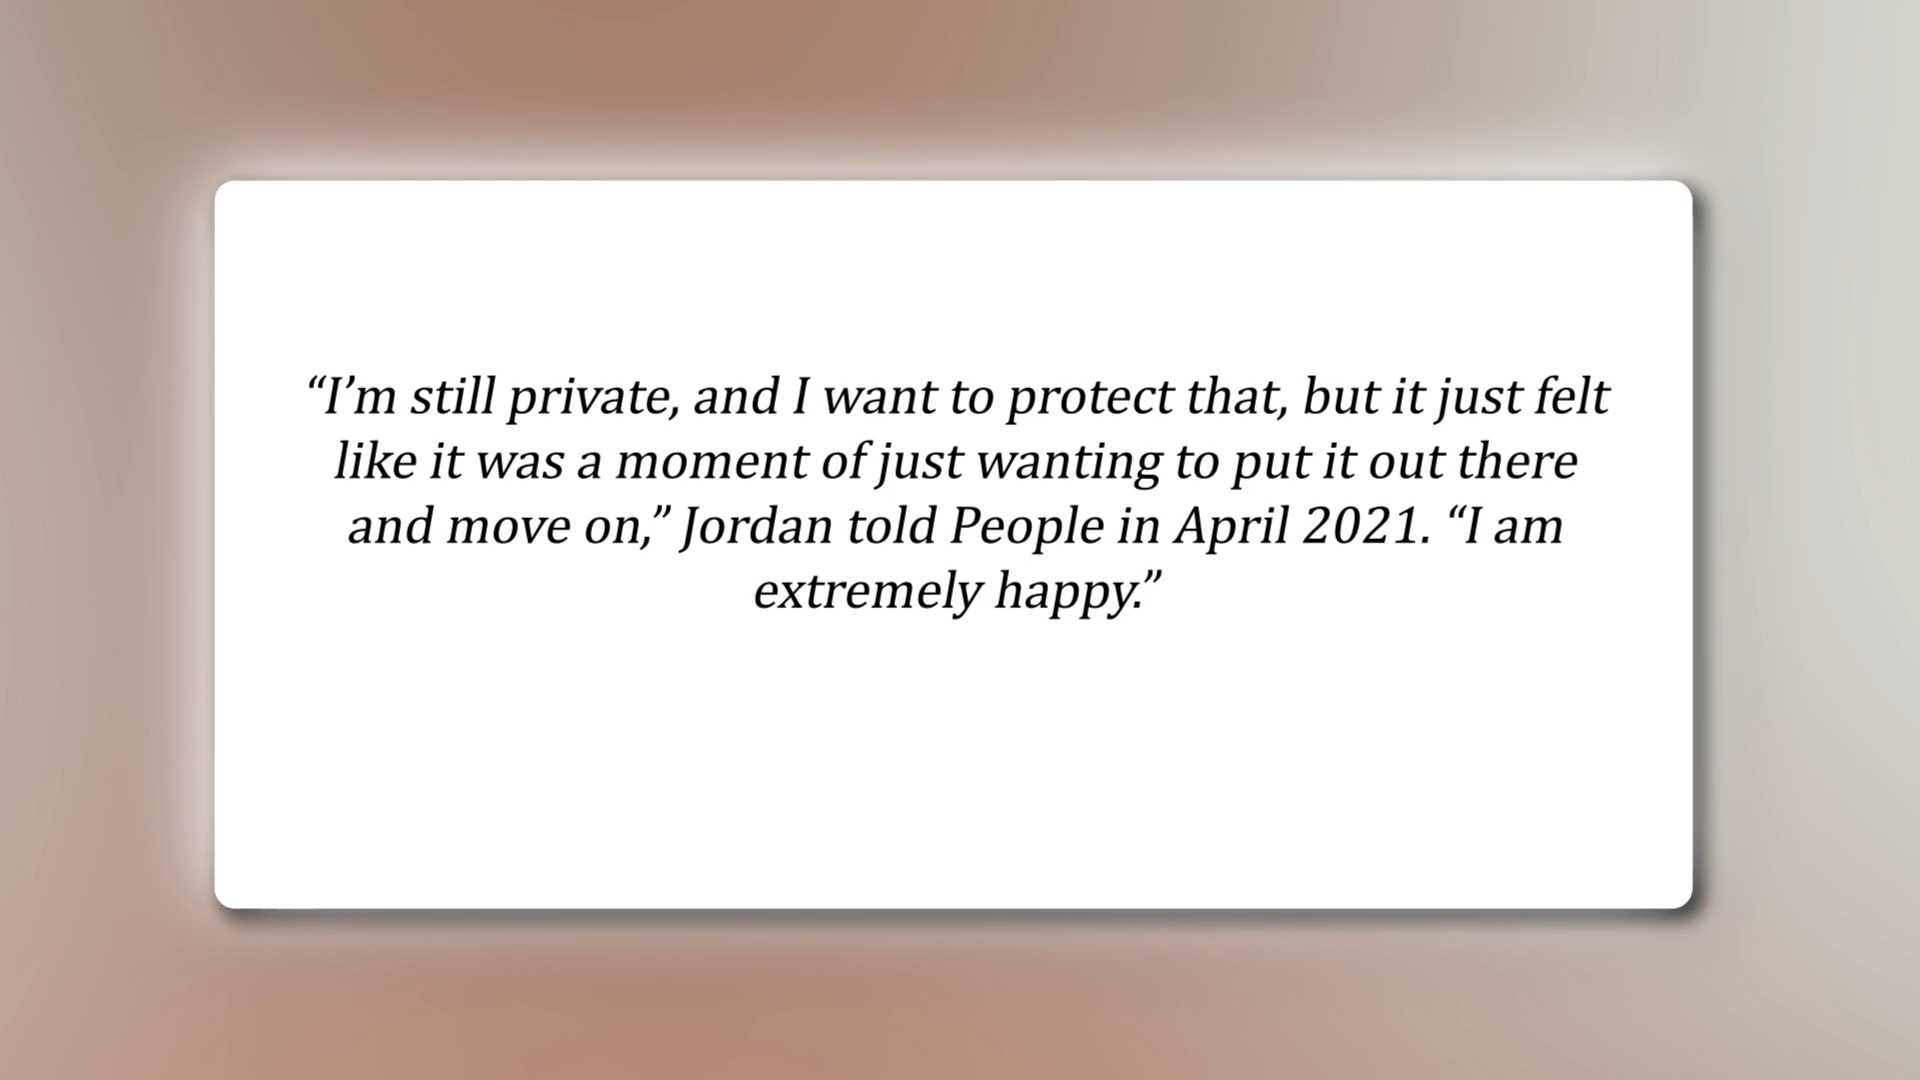 “I’m still private, and I want to protect that, but it just felt
like it was a moment of just wanting to put it out there
and move on,” Jordan told People in April 2021. “I am
extremely happy.”